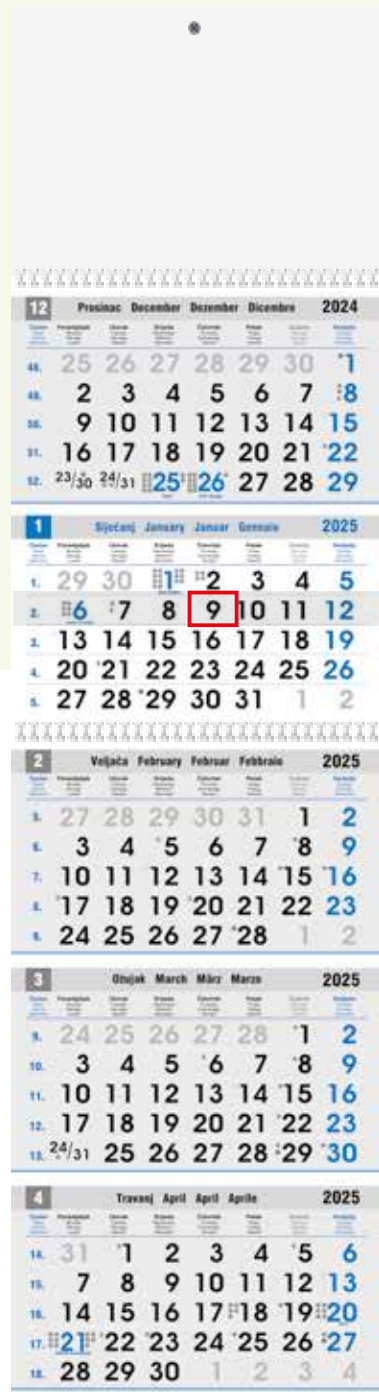 12 Prosinac December Dezember Dicembre 2024
48. 25 26 27 28 29 30 1
49. 2 3 4 5 6 7 8
50. 9 10 11 12 13 14 15
51. 16 17 18 19 20 21 22
52. 23/30 24/31 25 26 27 28 29
1 Siječanj January Januar Gennaio 2025
1. 29 30 1 2 3 4 5
2. 6 7 8 9 10 11 12
3. 13 14 15 16 17 18 19
4. 20 21 22 23 24 25 26
5. 27 28 29 30 31 1 2
2 Veljača February Februar Febbraio 2025
5. 27 28 29 30 31 1 2
6. 3 4 5 6 7 8 9
7. 10 11 12 13 14 15 16
8. 17 18 19 20 21 22 23
9. 24 25 26 27 28 1 2
3 Ožujak March März Marzo 2025
9. 24 25 26 27 28 1 2
10. 3 4 5 6 7 8 9
11. 10 11 12 13 14 15 16
12. 17 18 19 20 21 22 23
13. 24/31 25 26 27 28 29 30
4 Travanj April April Aprile 2025
14. 31 1 2 3 4 5 6
15. 7 8 9 10 11 12 13
16. 14 15 16 17 18 19 20
17. 21 22 23 24 25 26 27
18. 28 29 30 1 2 3 4